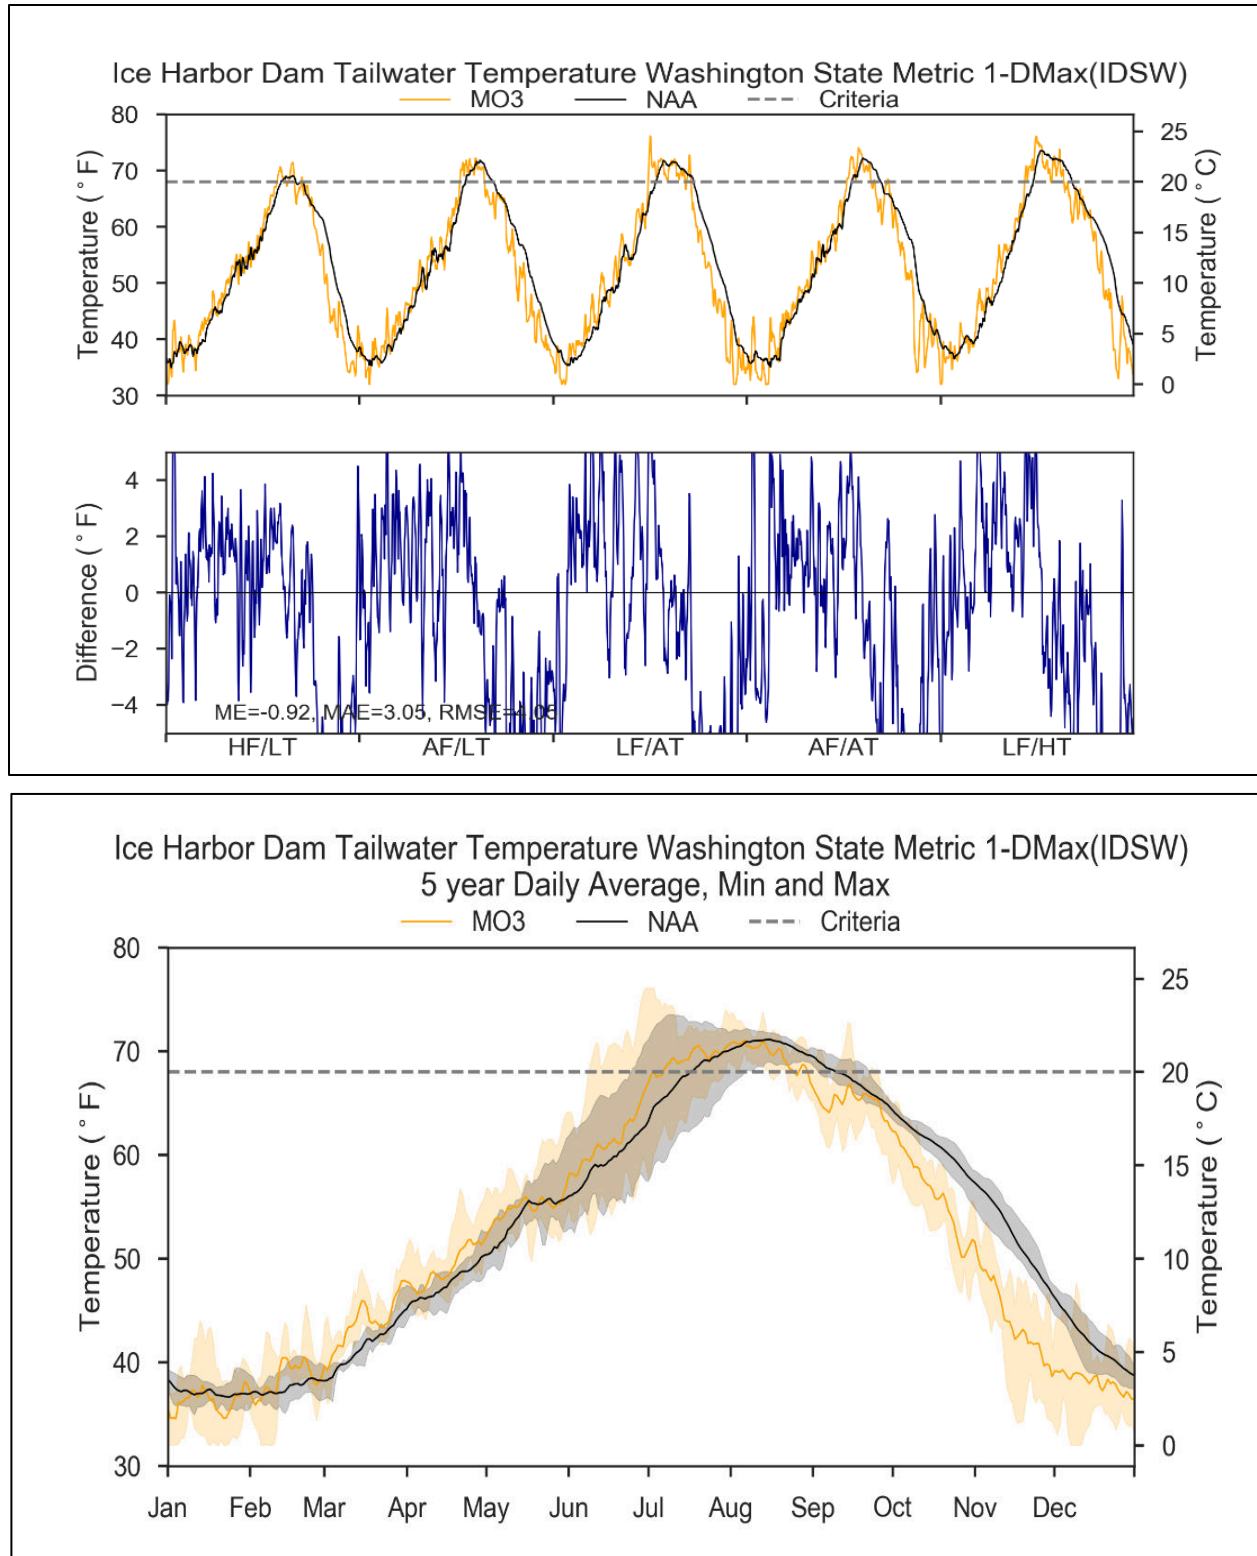 Ice Harbor Dam Tailwater Temperature Washington State Metric 1-DMax(IDSW)
MO3 NAA Criteria
80
70
60
50
40
30
Temperature (°F)
25
20
15
10
5
0
Temperature (°C)
4
2
0
−2
−4
Difference (°F)
ME=-0.92, MAE=3.05, RMSE=4.05
HF/LT AF/LT LF/AT AF/AT LF/HT
Ice Harbor Dam Tailwater Temperature Washington State Metric 1-DMax(IDSW)
5 year Daily Average, Min and Max
MO3 NAA Criteria
80
70
60
50
40
30
Temperature (°F)
25
20
15
10
5
0
Temperature (°C)
Jan Feb Mar Apr May Jun Jul Aug Sep Oct Nov Dec